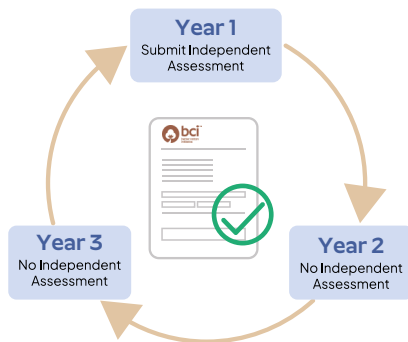 Year 1
Submit Independent
Assessment
bci
Year 3
No Independent
Assessment
Year 2
No Independent
Assessment